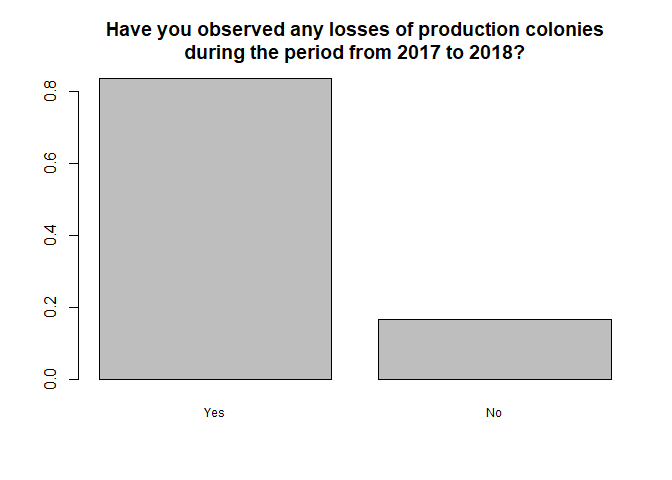 Have you observed any losses of production colonies
during the period from 2017 to 2018?
0.8
0.6
0.4
0.2
0.0
Yes No